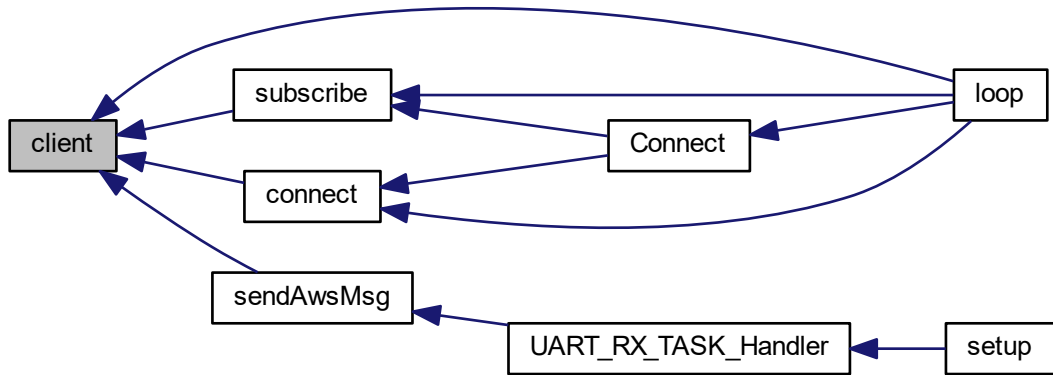 client
subscribe
connect
sendAwsMsg
Connect
UART_RX_TASK_Handler
loop
setup